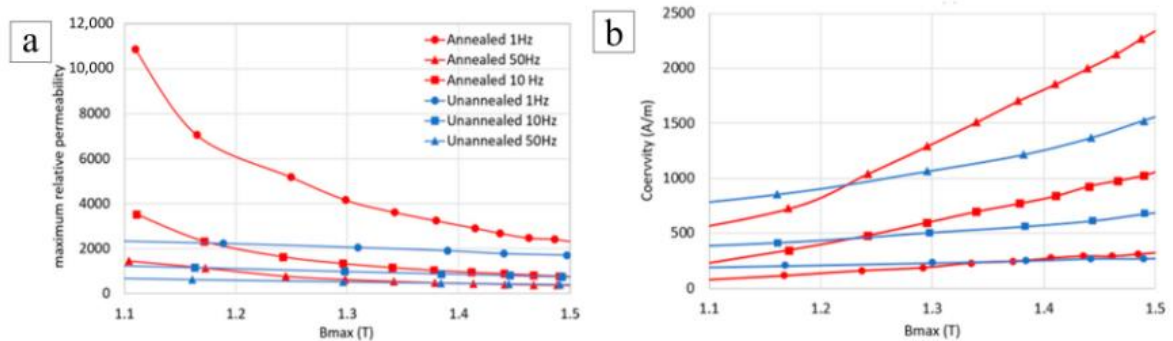 a
12,000
10,000
8000
6000
4000
2000
0
maximum relative permeability
Annealed 1Hz
Annealed 50Hz
Annealed 10 Hz
Unannealed 1Hz
Unannealed 10Hz
Unannealed 50Hz
1.1 1.2 1.3 1.4 1.5
Bmax (T)
b
2500
2000
1500
1000
500
0
Coervvity (A/m)
1.1 1.2 1.3 1.4 1.5
Bmax (T)